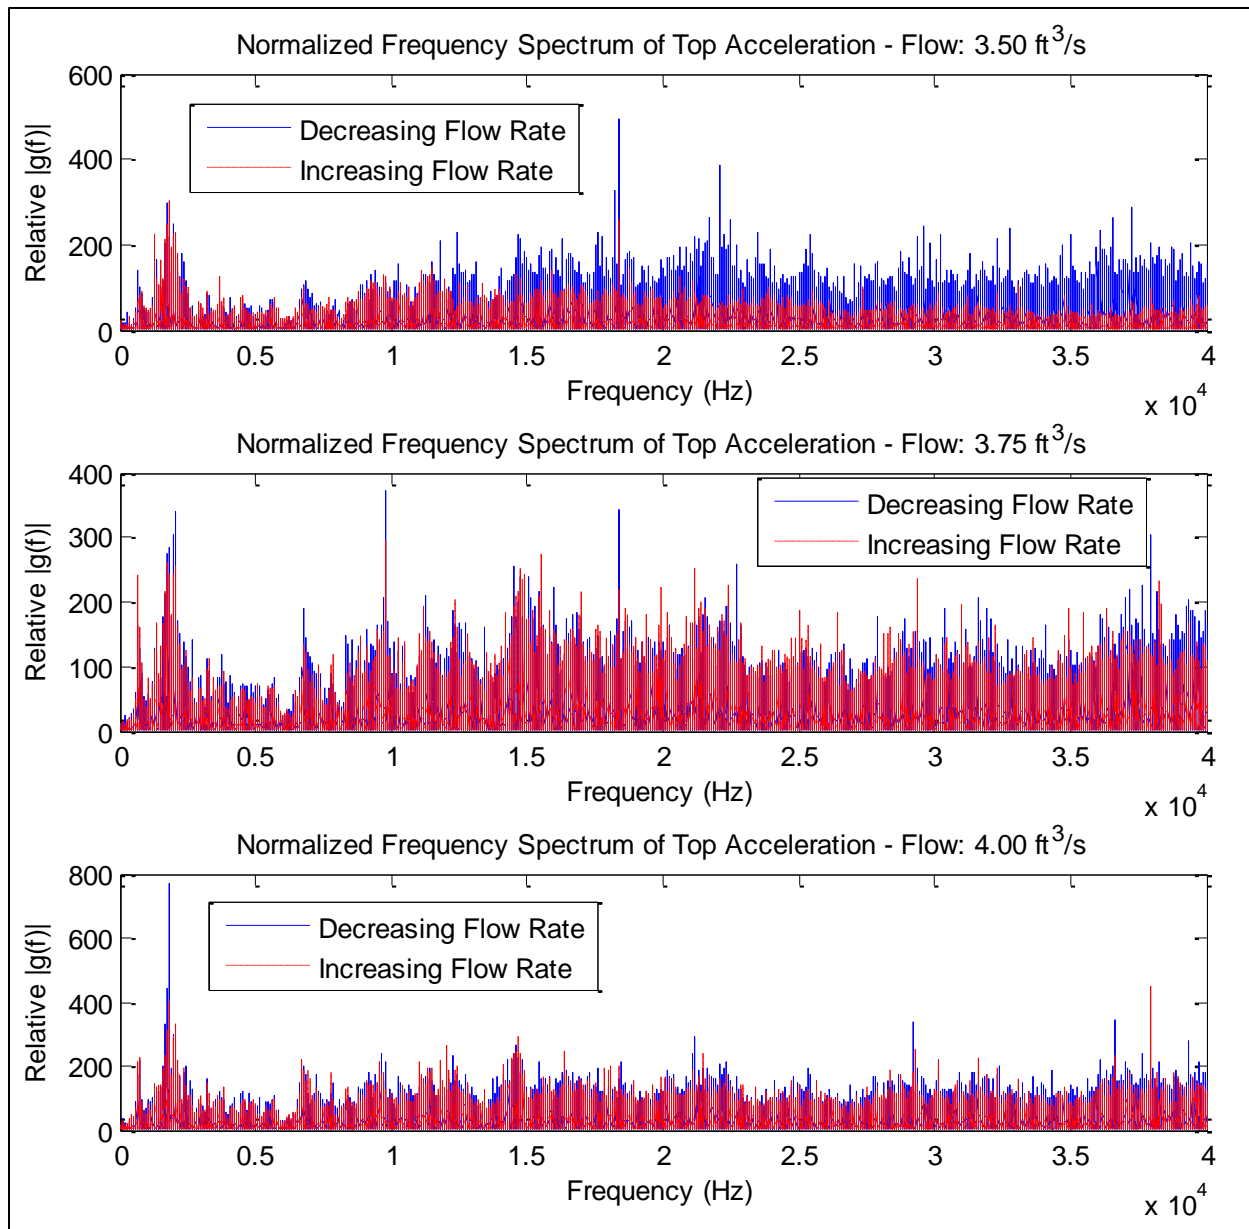 Normalized Frequency Spectrum of Top Acceleration - Flow: 3.50 ft³/s
600
400
200
0
Relative |g(f)|
Decreasing Flow Rate
Increasing Flow Rate
0 0.5 1 1.5 2 2.5 3 3.5 4
Frequency (Hz)
x 10⁴
Normalized Frequency Spectrum of Top Acceleration - Flow: 3.75 ft³/s
400
300
200
100
0
Relative |g(f)|
Decreasing Flow Rate
Increasing Flow Rate
0 0.5 1 1.5 2 2.5 3 3.5 4
Frequency (Hz)
x 10⁴
Normalized Frequency Spectrum of Top Acceleration - Flow: 4.00 ft³/s
800
600
400
200
0
Relative |g(f)|
Decreasing Flow Rate
Increasing Flow Rate
0 0.5 1 1.5 2 2.5 3 3.5 4
Frequency (Hz)
x 10⁴